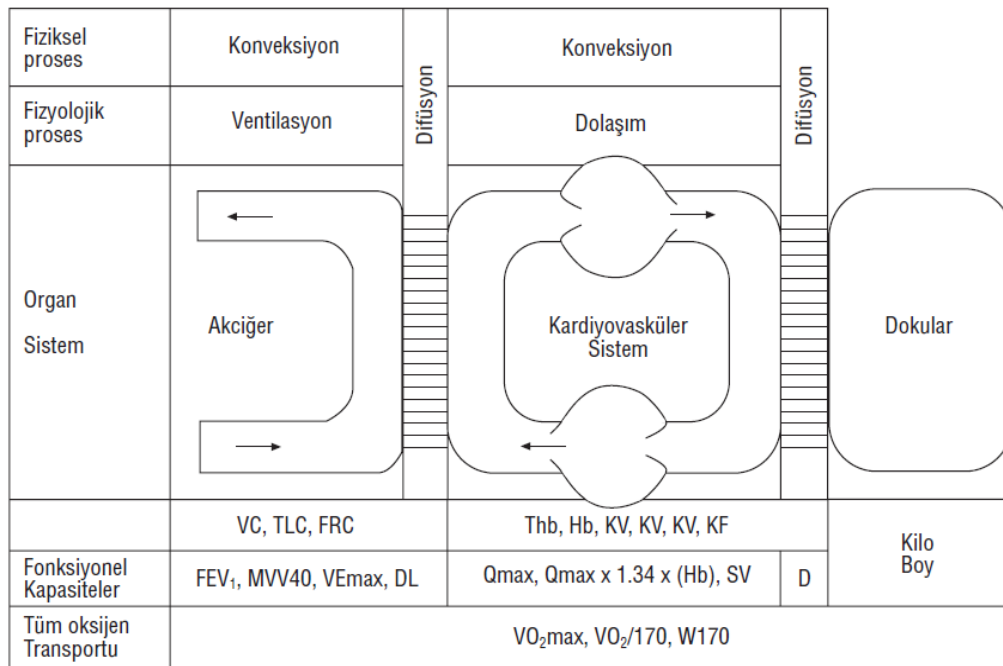 Fiziksel
proses
Konveksiyon
Difüsyon
Konveksiyon
Difüsyon
Fizyolojik
proses
Ventilasyon
Dolaşım
Organ
Sistem
Akciğer
Kardiyovasküler
Sistem
Dokular
VC, TLC, FRC
Thb, Hb, KV, KV, KV, KF
Kilo
Boy
Fonksiyonel
Kapasiteler
FEV₁, MVV40, VEmax, DL
Qmax, Qmax x 1.34 x (Hb), SV
D
Tüm oksijen
Transportu
VO₂max, VO₂/170, W170